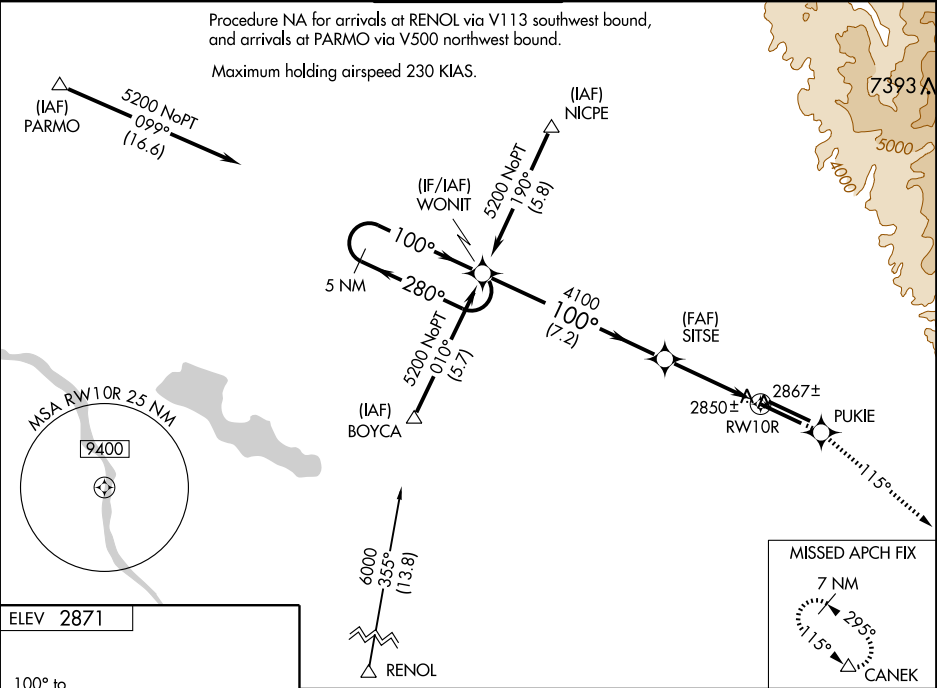 Procedure NA for arrivals at RENOL via V113 southwest bound,
and arrivals at PARMO via V500 northwest bound.
Maximum holding airspeed 230 KIAS.
7393
5000
4000
(IAF)
PARMO
5200 NoPT
099°
(16.6)
(IAF)
NICPE
5200 NoPT
190°
(5.8)
(IF/IAF)
WONIT
100°
280°
5 NM
4100
100°
(7.2)
(FAF)
SITSE
5200 NoPT
010°
(5.7)
(IAF)
BOYCA
2867±
2850±
RW10R
PUKIE
115°
MSA RW10R 25 NM
9400
6000
355°
(13.8)
RENOL
MISSED APCH FIX
7 NM
295°
115°
CANEK
ELEV 2871
100° to